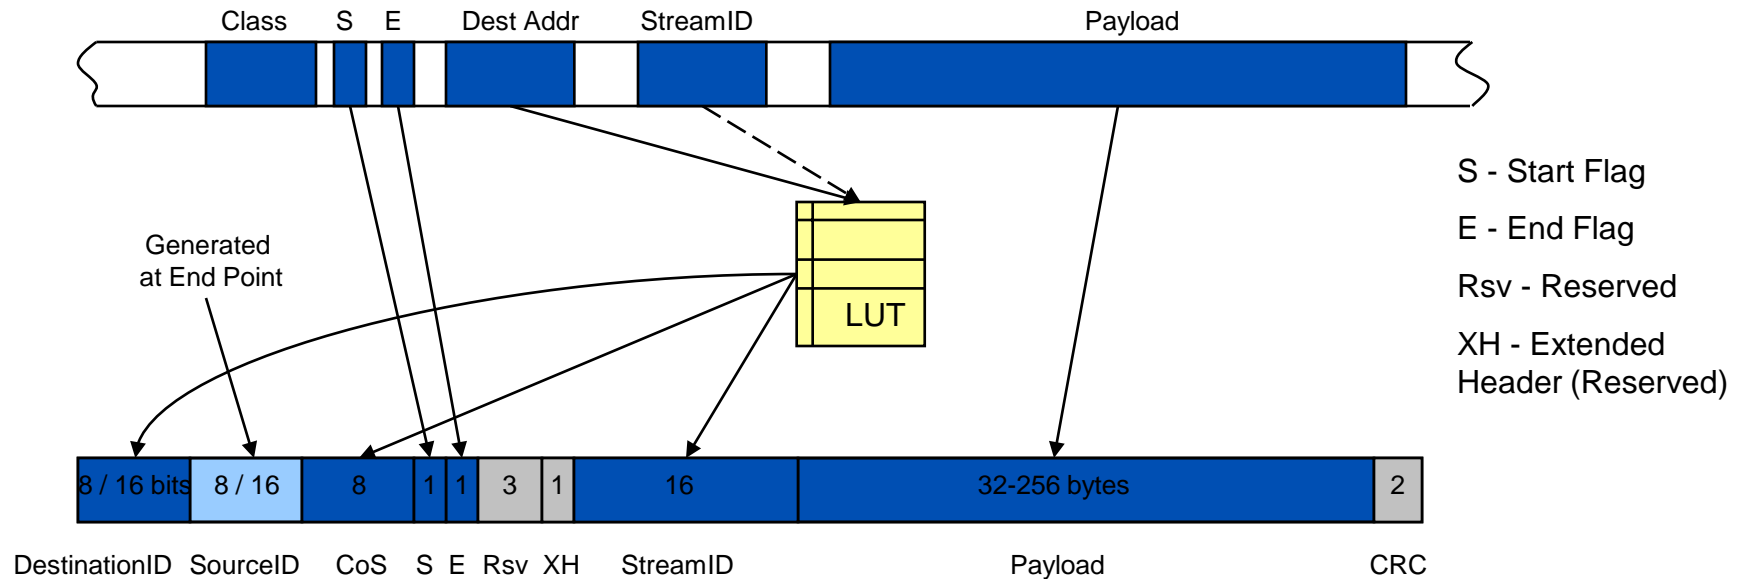 Class S E Dest Addr StreamID Payload
S - Start Flag
E - End Flag
Rsv - Reserved
XH - Extended
Header (Reserved)
Generated
at End Point
LUT
8 / 16 bits 8 / 16 8 1 1 3 1 16 32-256 bytes 2
DestinationID SourceID CoS S E Rsv XH StreamID Payload CRC